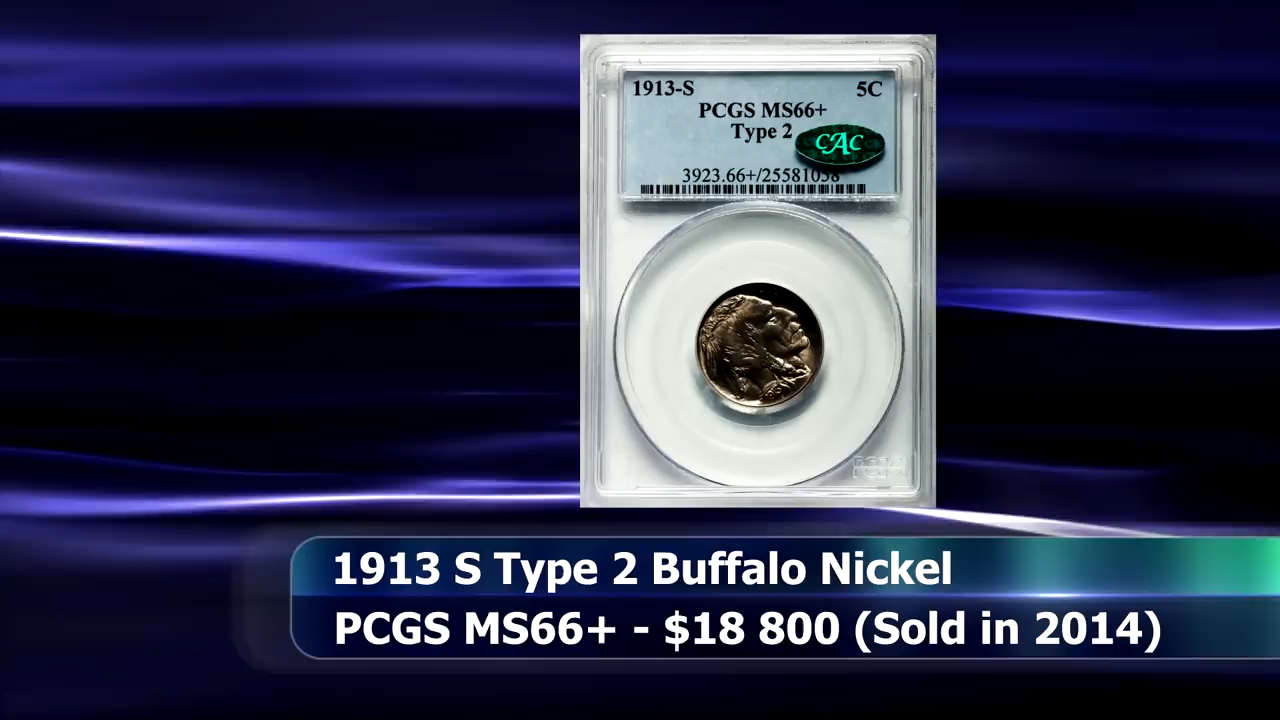 1913-S 5C
PCGS MS66+
Type 2
CAC
3923.66+/25581058
1913 S Type 2 Buffalo Nickel
PCGS MS66+ - $18 800 (Sold in 2014)